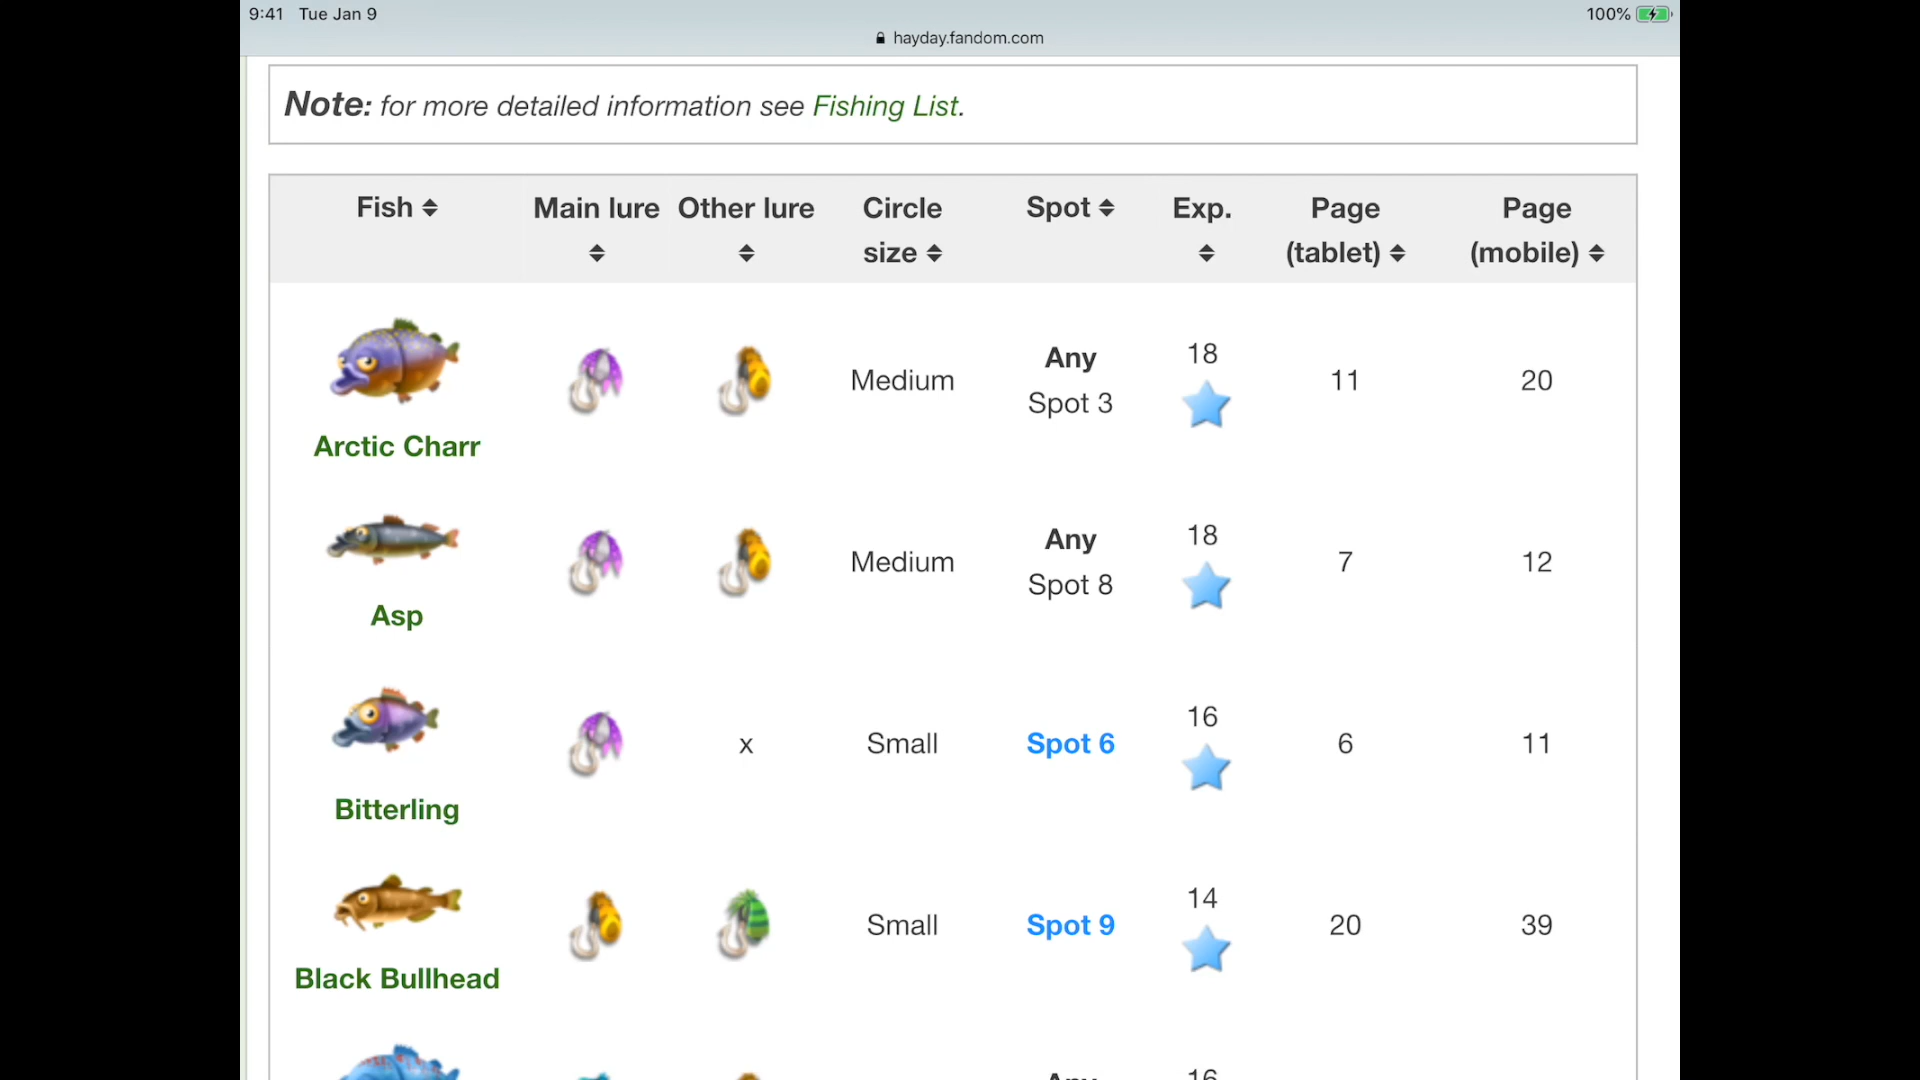 9:41 Tue Jan 9
100%
hayday.fandom.com
Note: for more detailed information see Fishing List.
Fish Main lure Other lure Circle size Spot Exp. Page (tablet) Page (mobile)
Arctic Charr Medium Any Spot 3 18 11 20
Asp Medium Any Spot 8 18 7 12
Bitterling x Small Spot 6 16 6 11
Black Bullhead Small Spot 9 14 20 39
Any 16